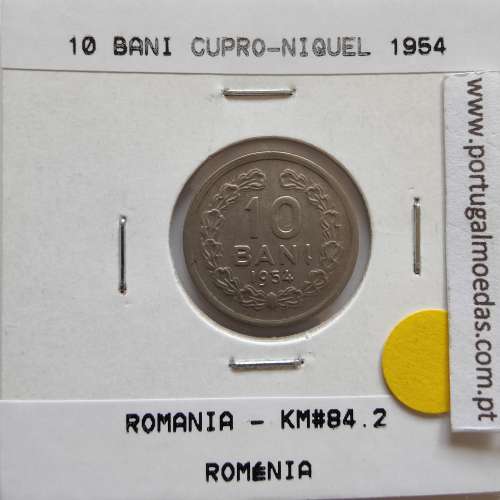 10 BANI CUPRO-NIQUEL 1954
www.portugalmoedas.com.pt
10
BANI
1954
ROMANIA - KM#84.2
ROMÉNIA